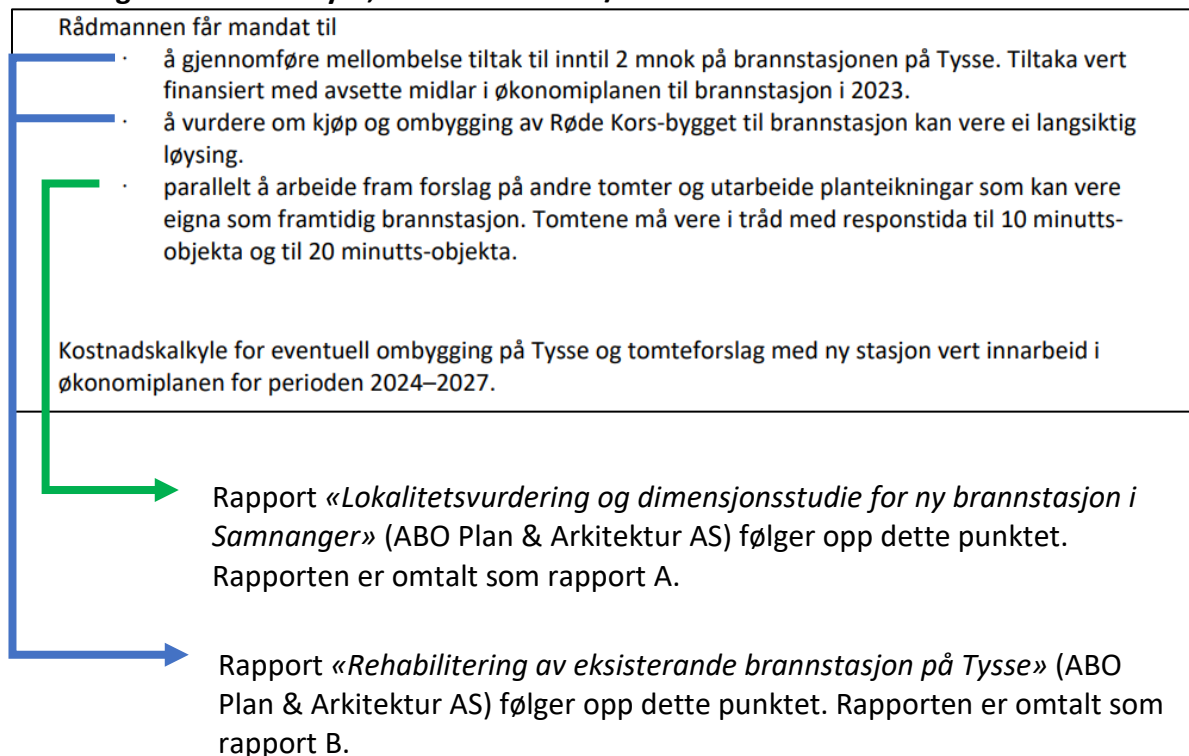 Rådmannen får mandat til
· å gjennomføre mellombelse tiltak til inntil 2 mnok på brannstasjonen på Tysse. Tiltaka vert
finansiert med avsette midlar i økonomiplanen til brannstasjon i 2023.
· å vurdere om kjøp og ombygging av Røde Kors-bygget til brannstasjon kan vere ei langsiktig
løysing.
· parallelt å arbeide fram forslag på andre tomter og utarbeide planteikningar som kan vere
eigna som framtidig brannstasjon. Tomtene må vere i tråd med responstida til 10 minutts-
objekta og til 20 minutts-objekta.
Kostnadskalkyle for eventuell ombygging på Tysse og tomteforslag med ny stasjon vert innarbeid i
økonomiplanen for perioden 2024–2027.
Rapport «Lokalitetsvurdering og dimensjonsstudie for ny brannstasjon i
Samnanger» (ABO Plan & Arkitektur AS) følger opp dette punktet.
Rapporten er omtalt som rapport A.
Rapport «Rehabilitering av eksisterande brannstasjon på Tysse» (ABO
Plan & Arkitektur AS) følger opp dette punktet. Rapporten er omtalt som
rapport B.